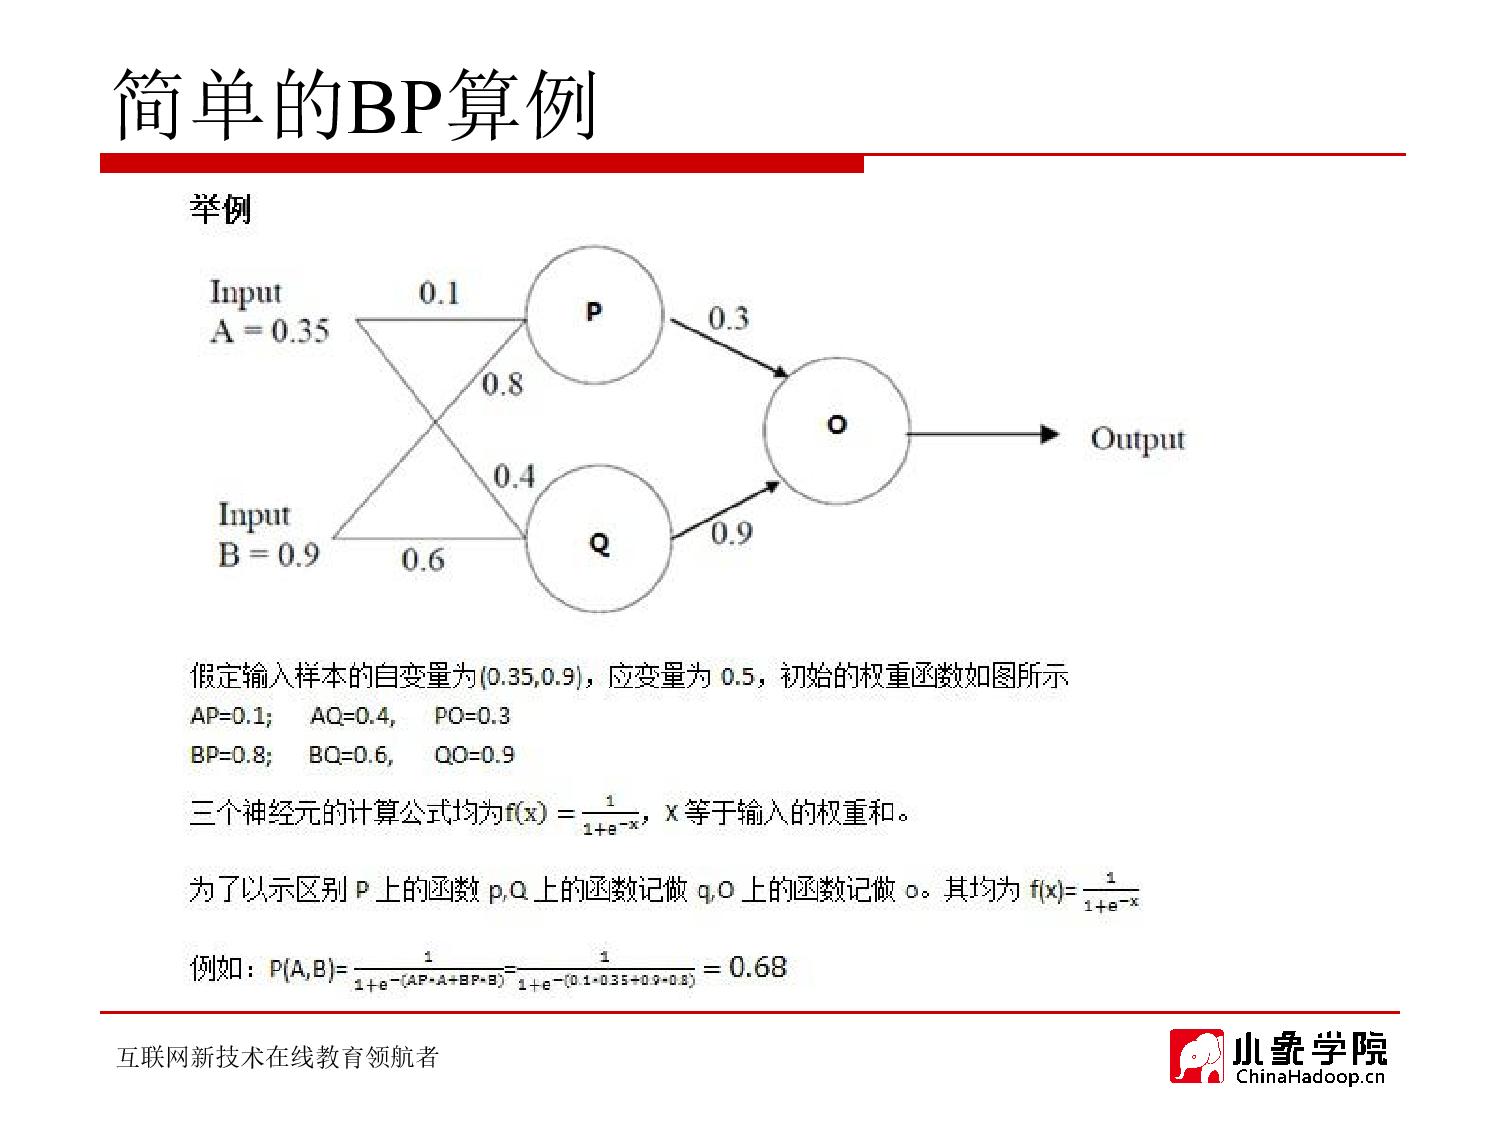 简单的BP算例
举例
Input
A = 0.35
0.1
P
0.3
0.8
O
Output
0.4
Input
B = 0.9
0.6
Q
0.9
假定输入样本的自变量为(0.35,0.9)，应变量为 0.5，初始的权重函数如图所示
AP=0.1; AQ=0.4, PO=0.3
BP=0.8; BQ=0.6, QO=0.9
三个神经元的计算公式均为f(x) = 1/(1+e^-x)，X 等于输入的权重和。
为了以示区别 P 上的函数 p,Q 上的函数记做 q,O 上的函数记做 o。其均为 f(x)= 1/(1+e^-x)
例如：P(A,B)= 1/(1+e^-(AP*A+BP*B)) = 1/(1+e^-(0.1*0.35+0.9*0.8)) = 0.68
互联网新技术在线教育领航者
小象学院
ChinaHadoop.cn